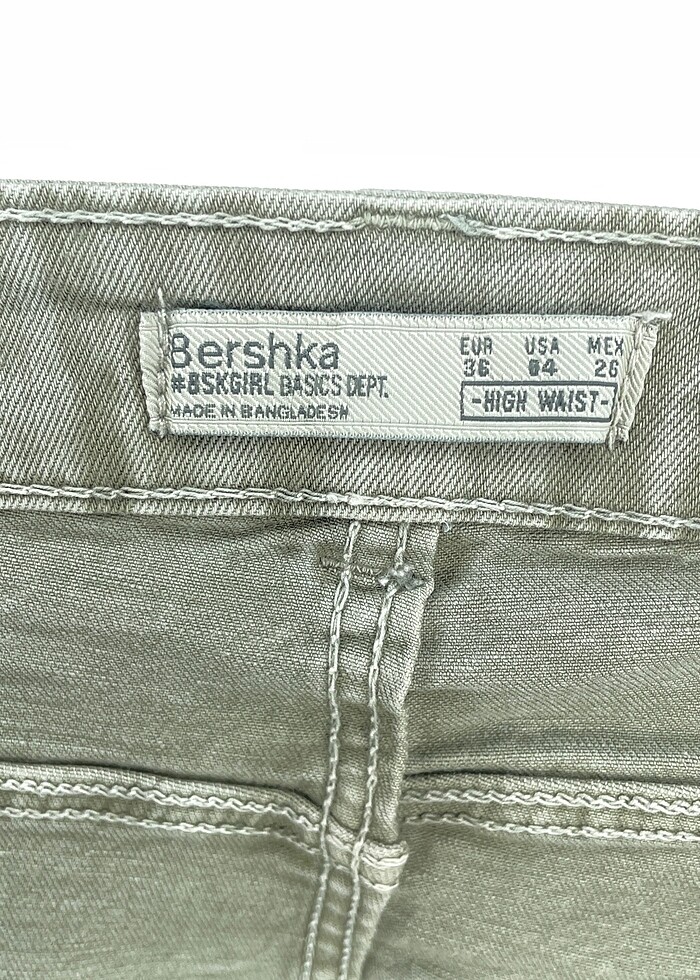 Bershka
#BSKGIRL BASICS DEPT.
MADE IN BANGLADESH
EUR USA MEX
36 04 26
-HIGH WAIST-